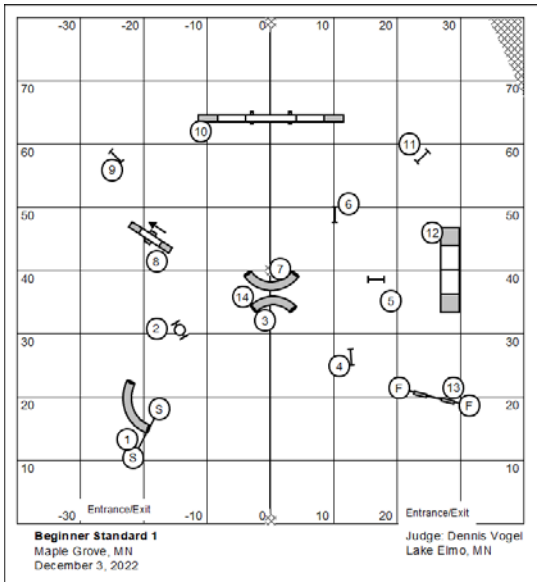 -30 -20 -10 0 10 20 30
70 70
10
11
60 60
9
6
50 50
12
8
7
40 40
14
5
2
3
30 30
4
F 13
F
20 20
S
1
S
10 10
Entrance/Exit Entrance/Exit
-30 -20 -10 0 10 20 30
Beginner Standard 1 Judge: Dennis Vogel
Maple Grove, MN Lake Elmo, MN
December 3, 2022